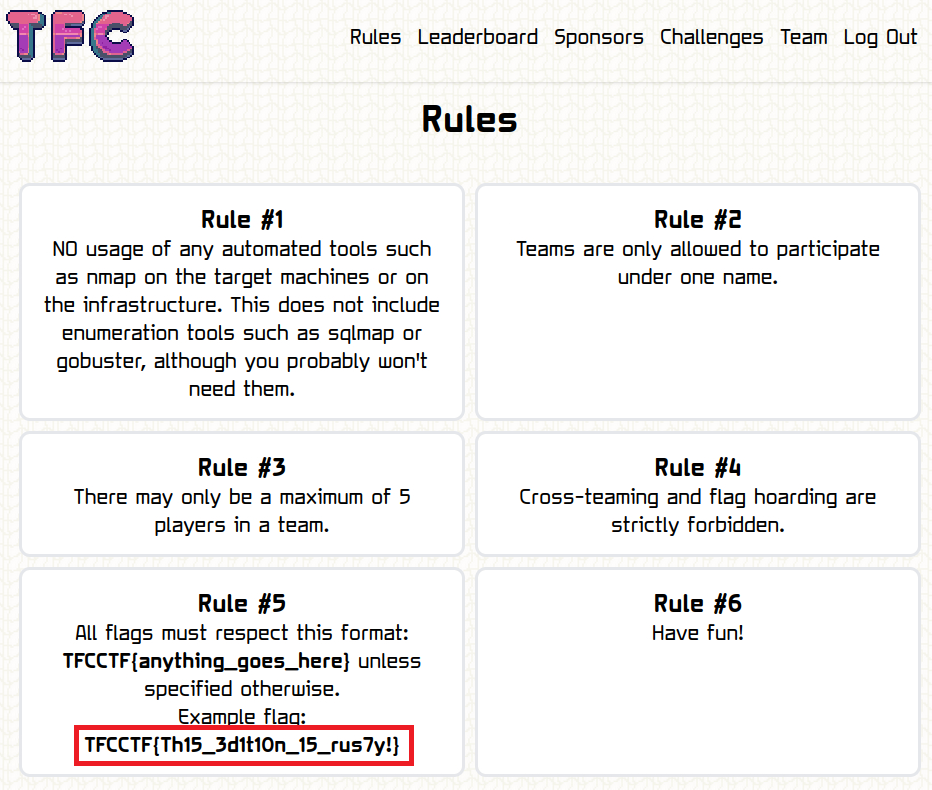 TFC
Rules Leaderboard Sponsors Challenges Team Log Out
Rules
Rule #1
NO usage of any automated tools such
as nmap on the target machines or on
the infrastructure. This does not include
enumeration tools such as sqlmap or
gobuster, although you probably won't
need them.
Rule #2
Teams are only allowed to participate
under one name.
Rule #3
There may only be a maximum of 5
players in a team.
Rule #4
Cross-teaming and flag hoarding are
strictly forbidden.
Rule #5
All flags must respect this format:
TFCCTF{anything_goes_here} unless
specified otherwise.
Example flag:
TFCCTF{Th15_3d1t10n_15_rus7y!}
Rule #6
Have fun!